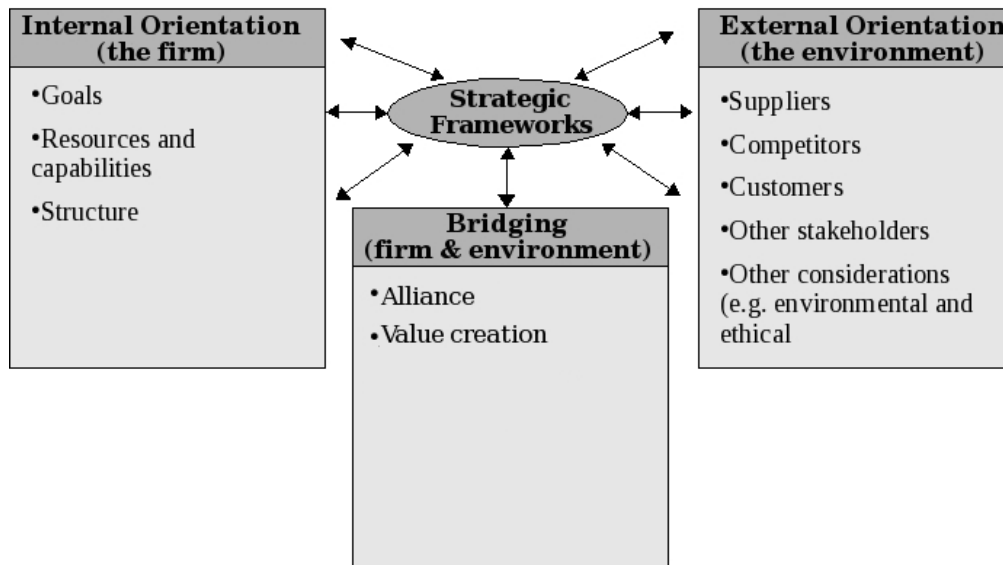 Internal Orientation
(the firm)
•Goals
•Resources and
capabilities
•Structure
Strategic
Frameworks
External Orientation
(the environment)
•Suppliers
•Competitors
•Customers
•Other stakeholders
•Other considerations
(e.g. environmental and
ethical
Bridging
(firm & environment)
•Alliance
•Value creation